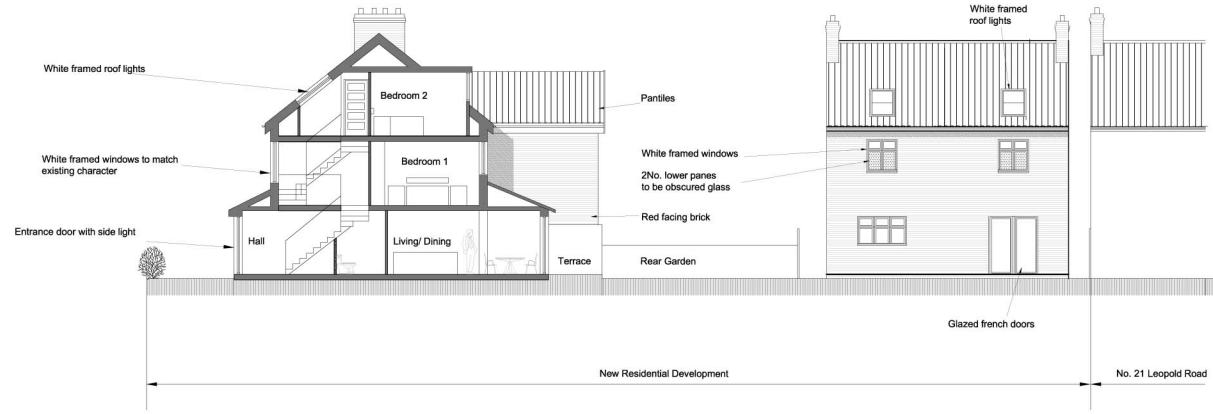 White framed
roof lights
White framed roof lights
Bedroom 2
Pantiles
White framed windows to match
existing character
Bedroom 1
White framed windows
2No. lower panes
to be obscured glass
Red facing brick
Entrance door with side light
Hall
Living/ Dining
Terrace
Rear Garden
Glazed french doors
New Residential Development
No. 21 Leopold Road